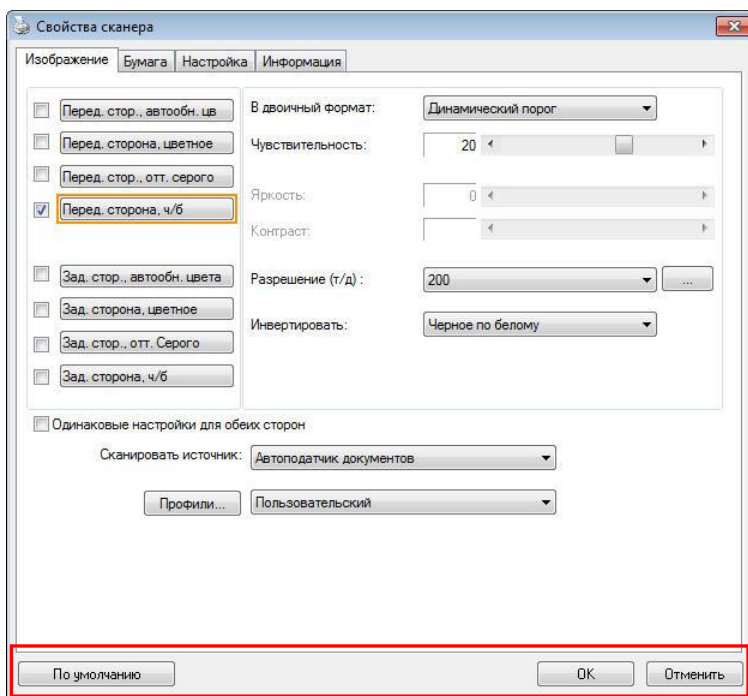 Свойства сканера
Изображение Бумага Настройка Информация
Перед. стор., автообн. цв
Перед. сторона, цветное
Перед. стор., отт. серого
Перед. сторона, ч/б
Зад. стор., автообн. цвета
Зад. сторона, цветное
Зад. стор., отт. Серого
Зад. сторона, ч/б
В двоичный формат: Динамический порог
Чувствительность: 20
Яркость: 0
Контраст:
Разрешение (т/д) : 200 ...
Инвертировать: Черное по белому
Одинаковые настройки для обеих сторон
Сканировать источник: Автоподатчик документов
Профили... Пользовательский
По умолчанию OK Отменить